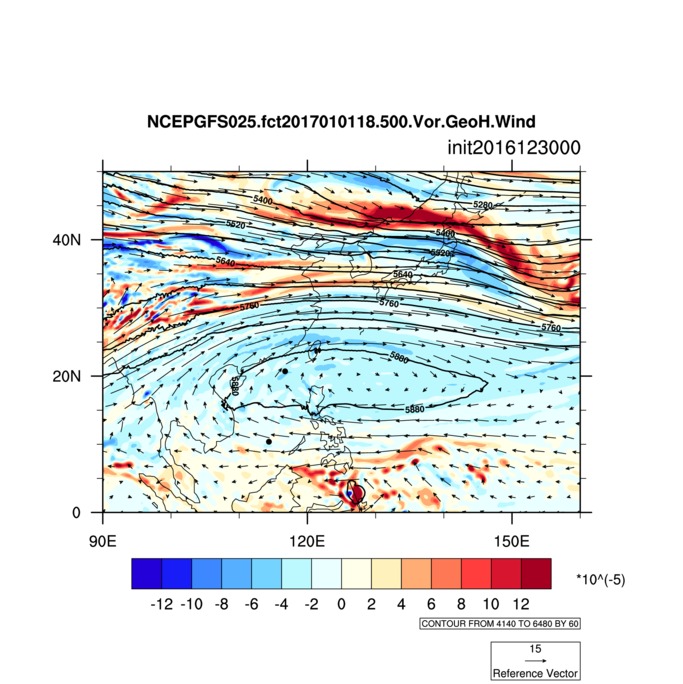 NCEPGFS025.fct2017010118.500.Vor.GeoH.Wind
init2016123000
5400
5280
5520
5400
40N
5520
5640
5640
5760
5760
5760
5880
20N
5880
5880
0
90E 120E 150E
-12 -10 -8 -6 -4 -2 0 2 4 6 8 10 12
*10^(-5)
CONTOUR FROM 4140 TO 6480 BY 60
15
Reference Vector